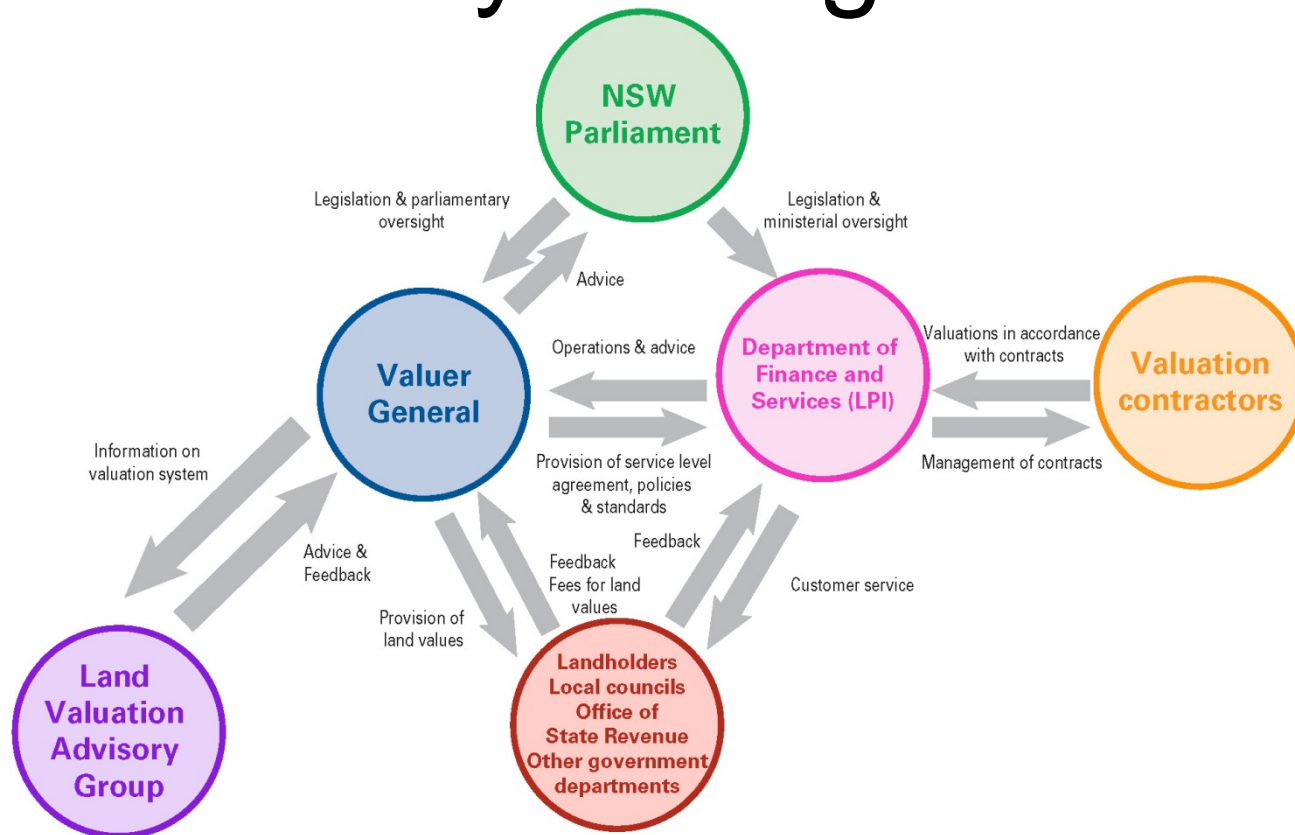 NSW
Parliament
Legislation & parliamentary
oversight
Legislation &
ministerial oversight
Advice
Valuer
General
Operations & advice
Department of
Finance and
Services (LPI)
Valuations in accordance
with contracts
Valuation
contractors
Information on
valuation system
Provision of service level
agreement, policies
& standards
Management of contracts
Advice &
Feedback
Feedback
Fees for land
values
Feedback
Customer service
Provision of
land values
Land
Valuation
Advisory
Group
Landholders
Local councils
Office of
State Revenue
Other government
departments